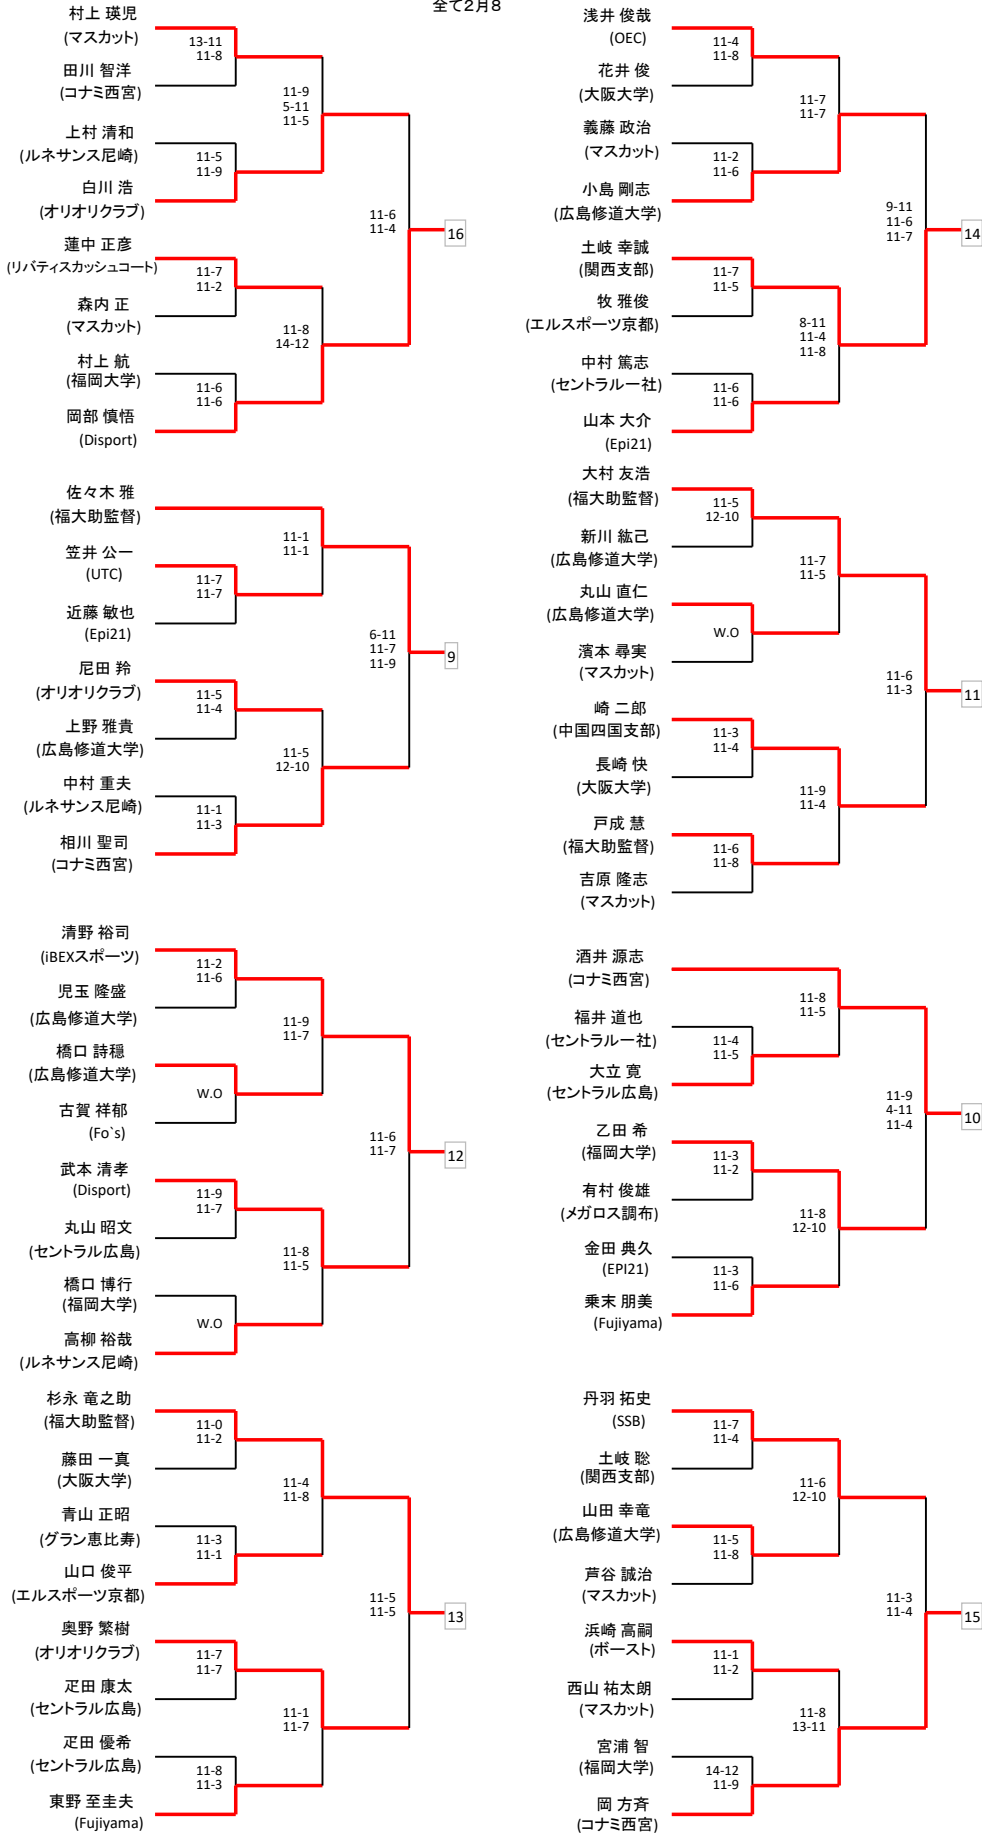 全て2月8
村上 瑛児
(マスカット)
13-11
11-8
田川 智洋
(コナミ西宮)
11-9
5-11
11-5
上村 清和
(ルネサンス尼崎)
11-5
11-9
白川 浩
(オリオリクラブ)
11-6
11-4
16
蓮中 正彦
(リバティスカッシュコート)
11-7
11-2
森内 正
(マスカット)
11-8
14-12
村上 航
(福岡大学)
11-6
11-6
岡部 慎悟
(Disport)
佐々木 雅
(福大助監督)
11-1
11-1
笠井 公一
(UTC)
11-7
11-7
近藤 敏也
(Epi21)
6-11
11-7
11-9
9
尼田 羚
(オリオリクラブ)
11-5
11-4
上野 雅貴
(広島修道大学)
11-5
12-10
中村 重夫
(ルネサンス尼崎)
11-1
11-3
相川 聖司
(コナミ西宮)
清野 裕司
(iBEXスポーツ)
11-2
11-6
児玉 隆盛
(広島修道大学)
11-9
11-7
橋口 詩穏
(広島修道大学)
W.O
古賀 祥郁
(Fo`s)
11-6
11-7
12
武本 清孝
(Disport)
11-9
11-7
丸山 昭文
(セントラル広島)
11-8
11-5
橋口 博行
(福岡大学)
W.O
高柳 裕哉
(ルネサンス尼崎)
杉永 竜之助
(福大助監督)
11-0
11-2
藤田 一真
(大阪大学)
11-4
11-8
青山 正昭
(グラン恵比寿)
11-3
11-1
山口 俊平
(エルスポーツ京都)
11-5
11-5
13
奥野 繁樹
(オリオリクラブ)
11-7
11-7
疋田 康太
(セントラル広島)
11-1
11-7
疋田 優希
(セントラル広島)
11-8
11-3
東野 至圭夫
(Fujiyama)
浅井 俊哉
(OEC)
11-4
11-8
花井 俊
(大阪大学)
11-7
11-7
義藤 政治
(マスカット)
11-2
11-6
小島 剛志
(広島修道大学)
9-11
11-6
11-7
14
土岐 幸誠
(関西支部)
11-7
11-5
牧 雅俊
(エルスポーツ京都)
8-11
11-4
11-8
中村 篤志
(セントラル一社)
11-6
11-6
山本 大介
(Epi21)
大村 友浩
(福大助監督)
11-5
12-10
新川 紘己
(広島修道大学)
11-7
11-5
丸山 直仁
(広島修道大学)
W.O
濱本 尋実
(マスカット)
11-6
11-3
11
崎 二郎
(中国四国支部)
11-3
11-4
長崎 快
(大阪大学)
11-9
11-4
戸成 慧
(福大助監督)
11-6
11-8
吉原 隆志
(マスカット)
酒井 源志
(コナミ西宮)
11-8
11-5
福井 道也
(セントラル一社)
11-4
11-5
大立 寛
(セントラル広島)
11-9
4-11
11-4
10
乙田 希
(福岡大学)
11-3
11-2
有村 俊雄
(メガロス調布)
11-8
12-10
金田 典久
(EPI21)
11-3
11-6
乗末 朋美
(Fujiyama)
丹羽 拓史
(SSB)
11-7
11-4
土岐 聡
(関西支部)
11-6
12-10
山田 幸竜
(広島修道大学)
11-5
11-8
芦谷 誠治
(マスカット)
11-3
11-4
15
浜崎 高嗣
(ボースト)
11-1
11-2
西山 祐太朗
(マスカット)
11-8
13-11
宮浦 智
(福岡大学)
14-12
11-9
岡 方斉
(コナミ西宮)